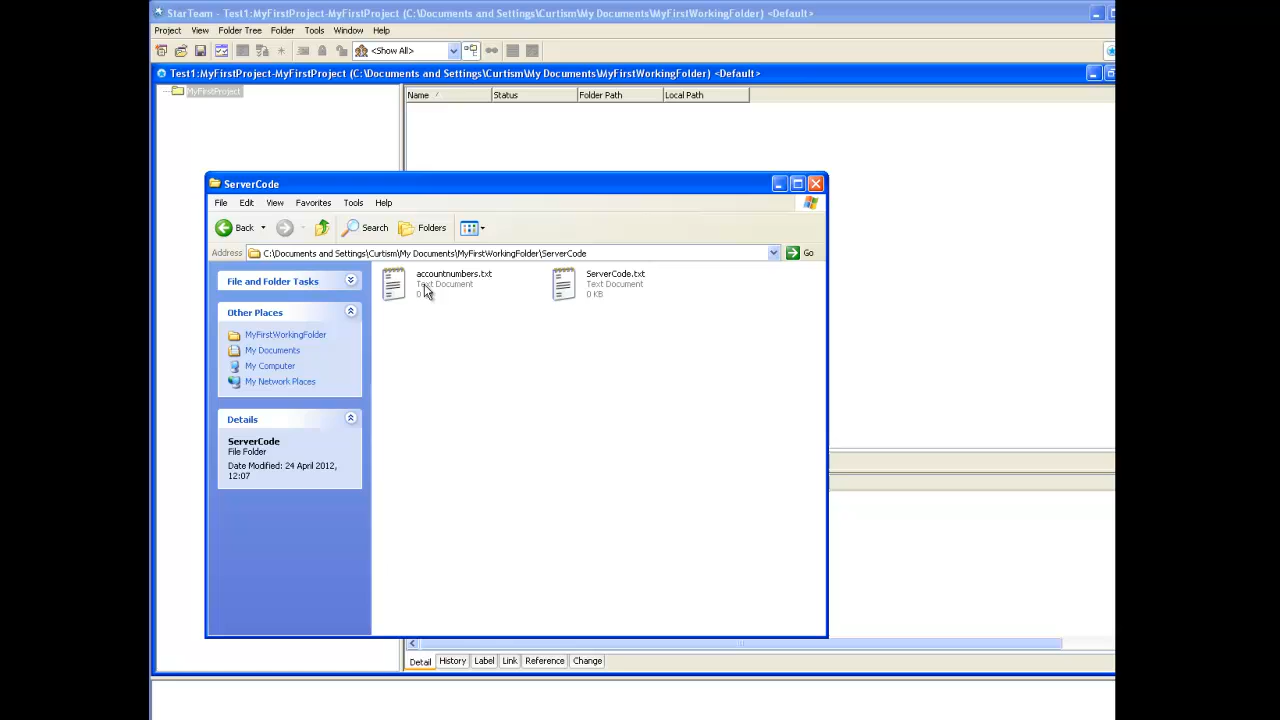 StarTeam - Test1:MyFirstProject-MyFirstProject (C:\Documents and Settings\Curtism\My Documents\MyFirstWorkingFolder) <Default>
Project View Folder Tree Folder Tools Window Help
<Show All>
Test1:MyFirstProject-MyFirstProject (C:\Documents and Settings\Curtism\My Documents\MyFirstWorkingFolder) <Default>
MyFirstProject
Name Status Folder Path Local Path
ServerCode
File Edit View Favorites Tools Help
Back Search Folders
Address C:\Documents and Settings\Curtism\My Documents\MyFirstWorkingFolder\ServerCode Go
File and Folder Tasks
Other Places
MyFirstWorkingFolder
My Documents
My Computer
My Network Places
Details
ServerCode
File Folder
Date Modified: 24 April 2012,
12:07
accountnumbers.txt
Text Document
0
ServerCode.txt
Text Document
0 KB
Detail History Label Link Reference Change